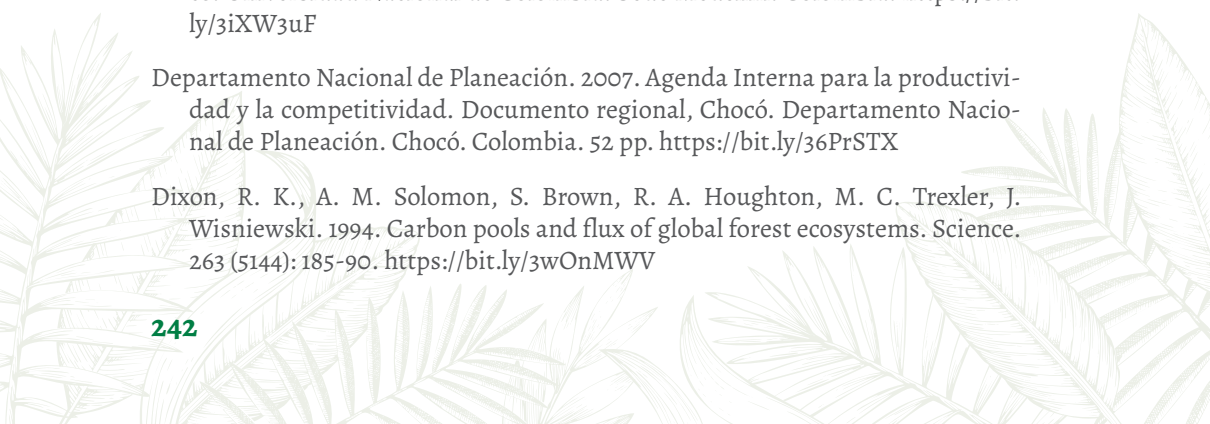 ly/3iXW3uF
Departamento Nacional de Planeación. 2007. Agenda Interna para la productivi-
dad y la competitividad. Documento regional, Chocó. Departamento Nacio-
nal de Planeación. Chocó. Colombia. 52 pp. https://bit.ly/36PrSTX
Dixon, R. K., A. M. Solomon, S. Brown, R. A. Houghton, M. C. Trexler, J.
Wisniewski. 1994. Carbon pools and flux of global forest ecosystems. Science.
263 (5144): 185-90. https://bit.ly/3wOnMWV
242